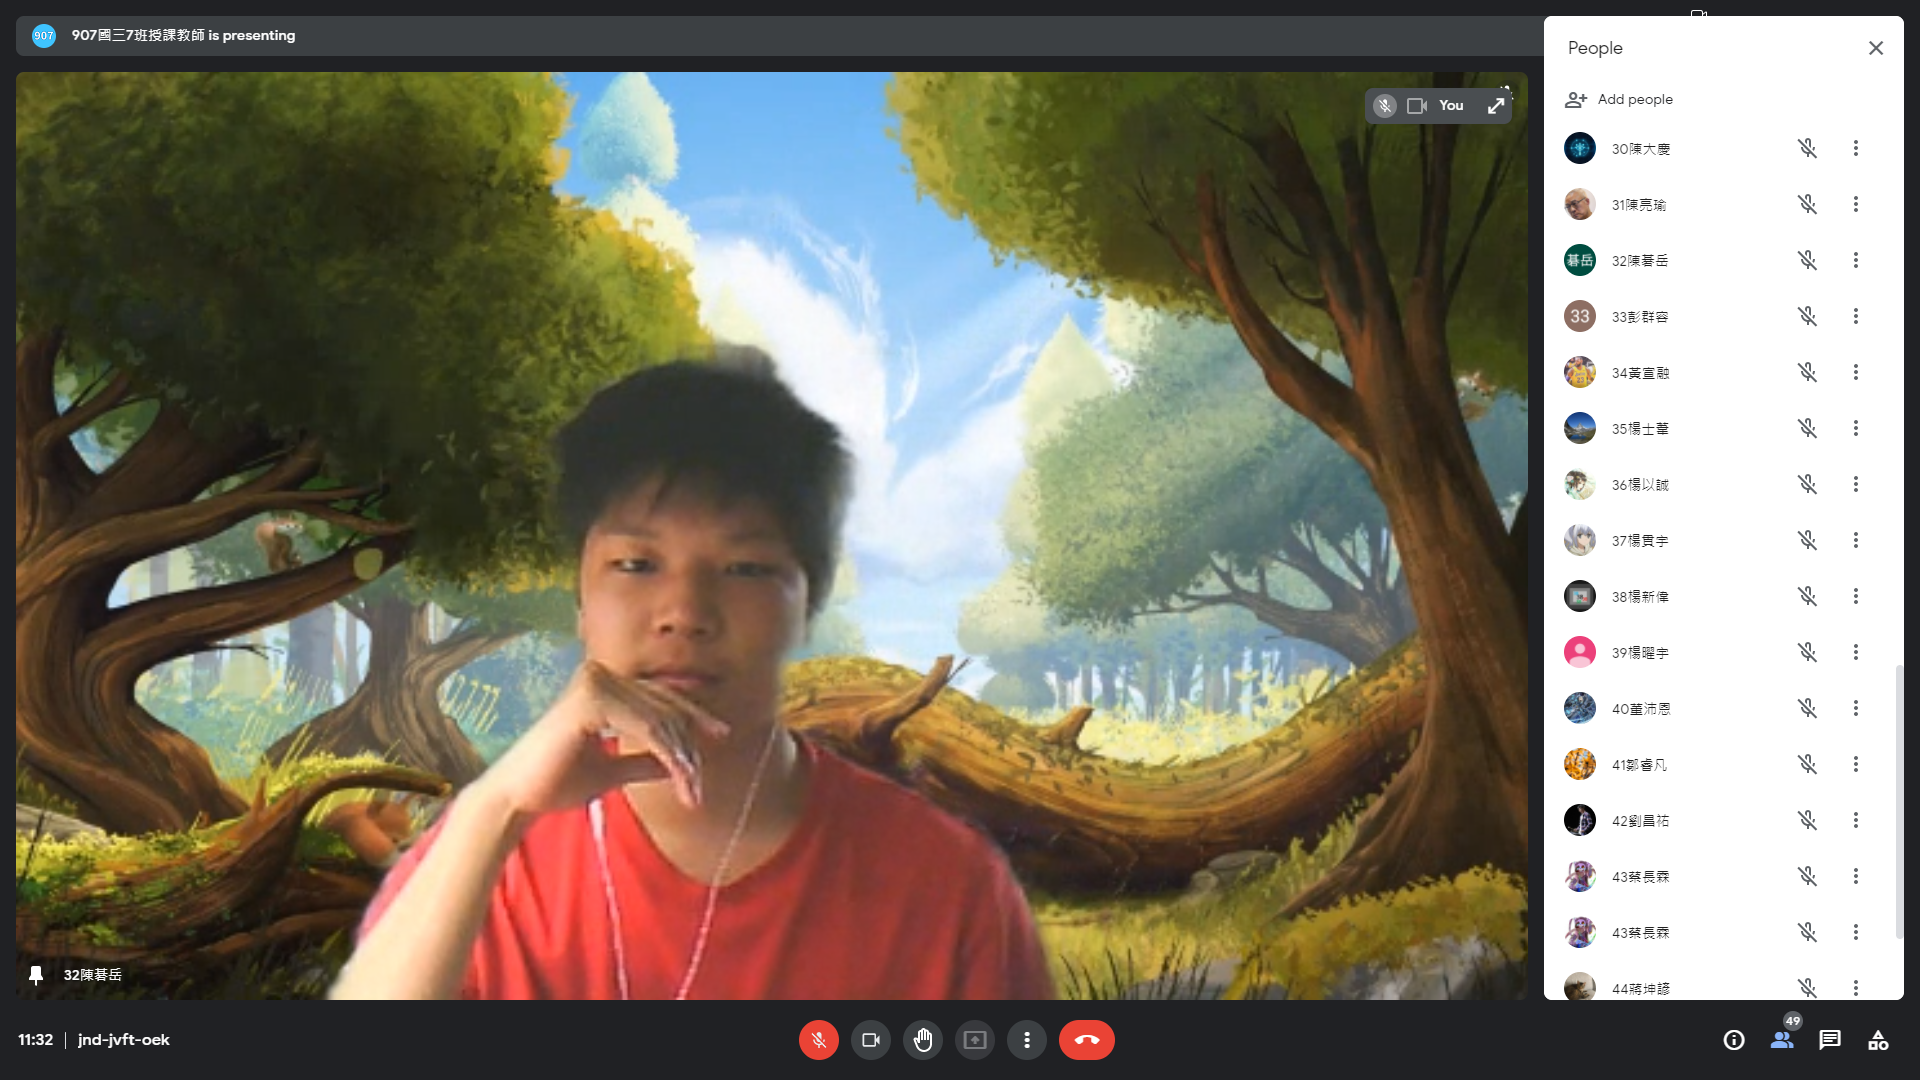 907
907國三7班授課教師 is presenting
You
32陳碁岳
People
Add people
30陳大慶
31陳亮瑜
碁岳
32陳碁岳
33
33彭群容
34黃宣融
35楊士葦
36楊以誠
37楊貫宇
38楊新偉
39楊曜宇
40董沛恩
41鄭睿凡
42劉昌祐
43蔡長霖
43蔡長霖
44蔣坤諺
11:32
jnd-jvft-oek
49